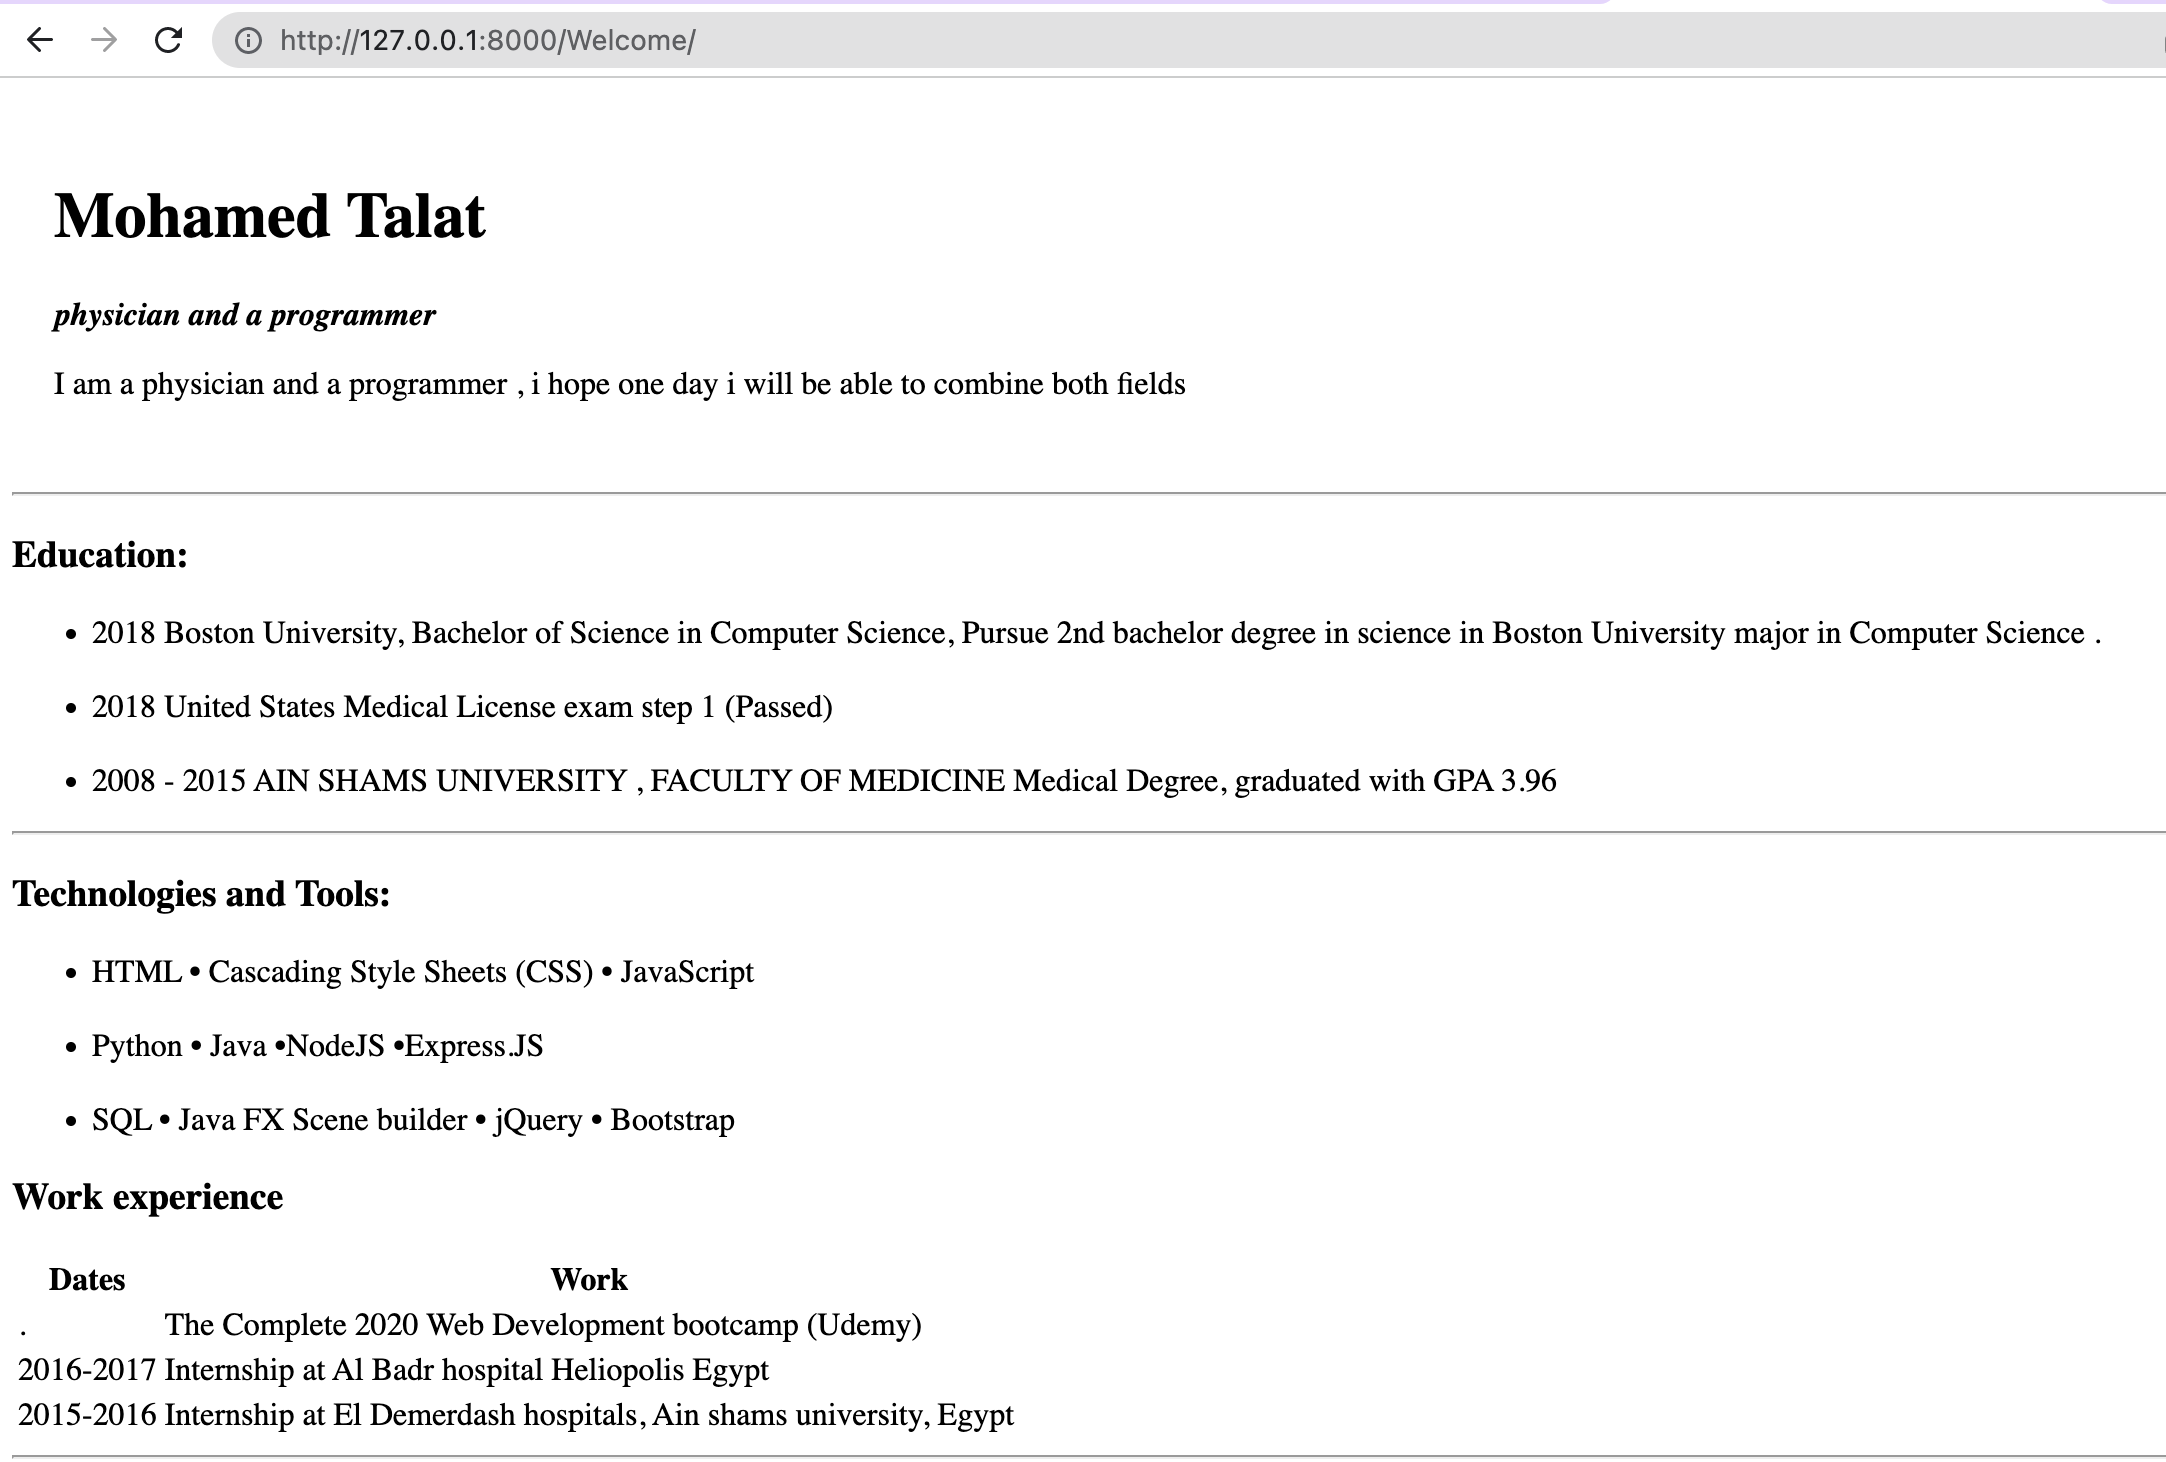 http://127.0.0.1:8000/Welcome/
Mohamed Talat
physician and a programmer
I am a physician and a programmer , i hope one day i will be able to combine both fields
Education:
• 2018 Boston University, Bachelor of Science in Computer Science, Pursue 2nd bachelor degree in science in Boston University major in Computer Science .
• 2018 United States Medical License exam step 1 (Passed)
• 2008 - 2015 AIN SHAMS UNIVERSITY , FACULTY OF MEDICINE Medical Degree, graduated with GPA 3.96
Technologies and Tools:
• HTML • Cascading Style Sheets (CSS) • JavaScript
• Python • Java •NodeJS •Express.JS
• SQL • Java FX Scene builder • jQuery • Bootstrap
Work experience
Dates Work
. The Complete 2020 Web Development bootcamp (Udemy)
2016-2017 Internship at Al Badr hospital Heliopolis Egypt
2015-2016 Internship at El Demerdash hospitals, Ain shams university, Egypt